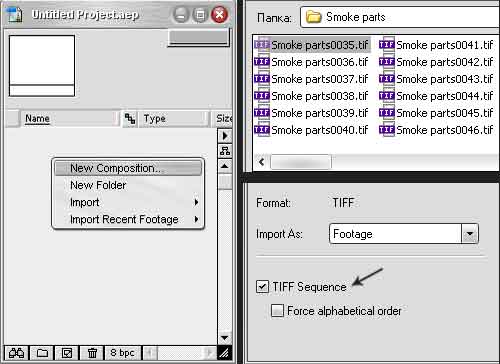 Untitled Project.aep
Name
Type
Size
New Composition...
New Folder
Import
Import Recent Footage
8 bpc
Папка:
Smoke parts
Smoke parts0035.tif
Smoke parts0036.tif
Smoke parts0037.tif
Smoke parts0038.tif
Smoke parts0039.tif
Smoke parts0040.tif
Smoke parts0041.tif
Smoke parts0042.tif
Smoke parts0043.tif
Smoke parts0044.tif
Smoke parts0045.tif
Smoke parts0046.tif
Format:
TIFF
Import As:
Footage
TIFF Sequence
Force alphabetical order